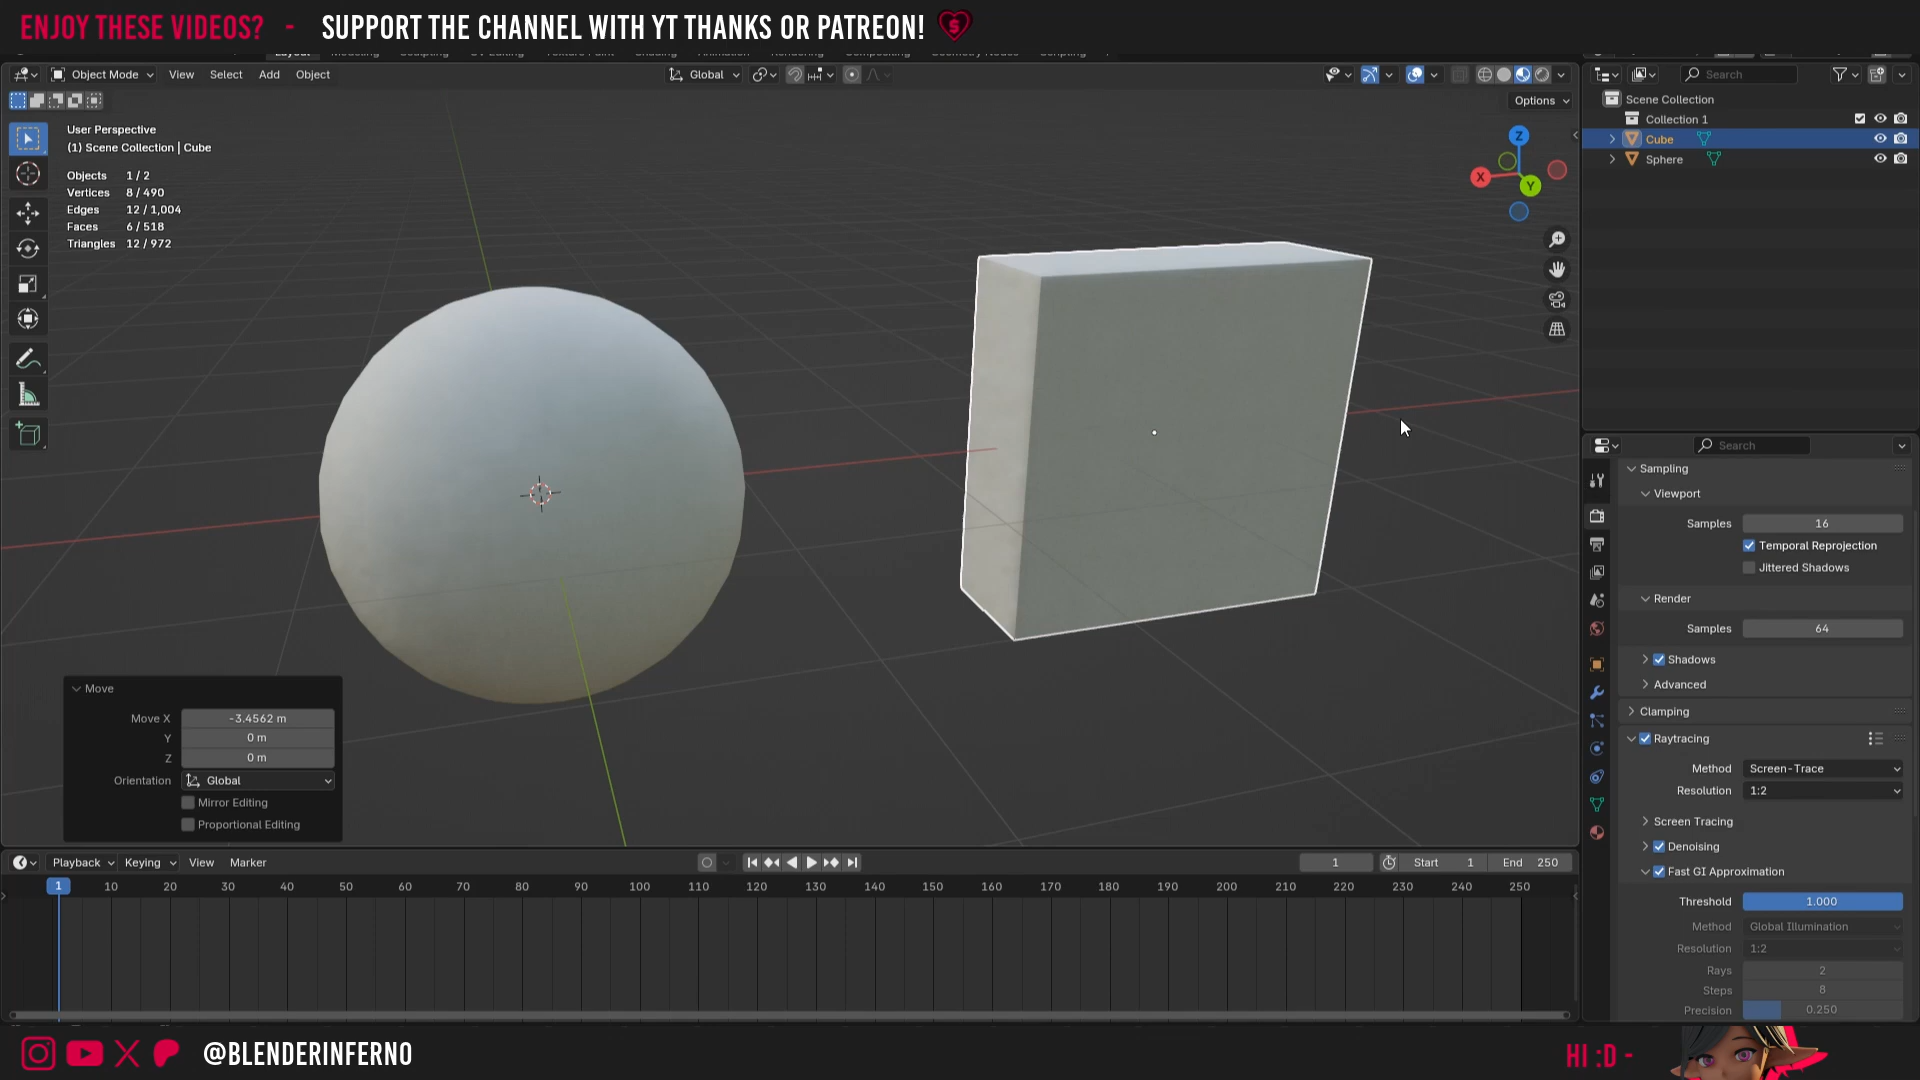 ENJOY THESE VIDEOS? - SUPPORT THE CHANNEL WITH YT THANKS OR PATREON!
Object Mode View Select Add Object Global
Search
Options
User Perspective
(1) Scene Collection | Cube
Objects 1 / 2
Vertices 8 / 490
Edges 12 / 1,004
Faces 6 / 518
Triangles 12 / 972
Z
X
Y
Scene Collection
Collection 1
Cube
Sphere
Search
Sampling
Viewport
Samples 16
Temporal Reprojection
Jittered Shadows
Render
Samples 64
Shadows
Advanced
Clamping
Raytracing
Method Screen-Trace
Resolution 1:2
Screen Tracing
Denoising
Fast GI Approximation
Threshold 1.000
Method Global Illumination
Resolution 1:2
Rays 2
Steps 8
Precision 0.250
Move
Move X -3.4562 m
Y 0 m
Z 0 m
Orientation Global
Mirror Editing
Proportional Editing
Playback Keying View Marker 1 Start 1 End 250
1 10 20 30 40 50 60 70 80 90 100 110 120 130 140 150 160 170 180 190 200 210 220 230 240 250
@BLENDERINFERNO
HI :D -